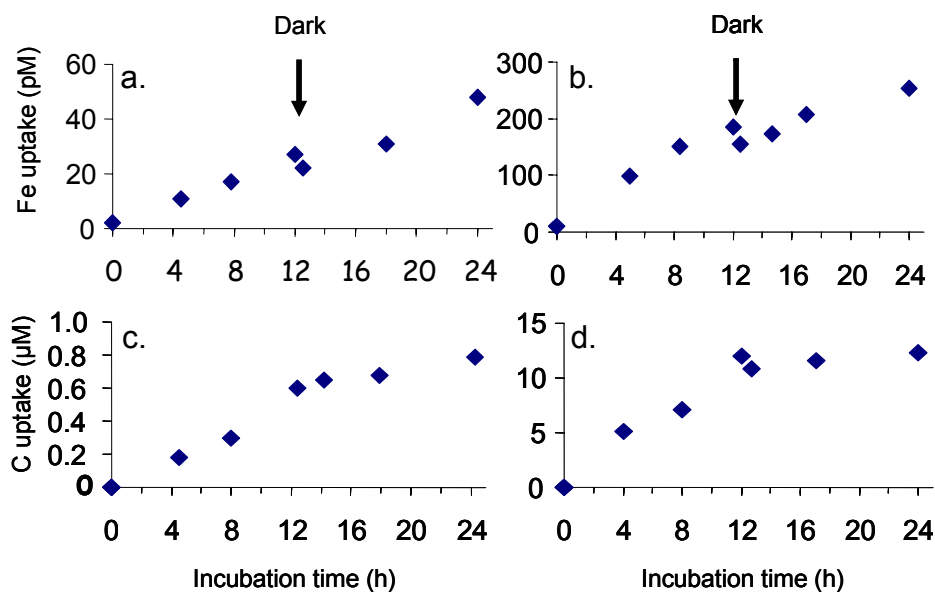 Dark
Dark
Fe uptake (pM)
60
40
20
0
a.
0 4 8 12 16 20 24
300
200
100
0
b.
0 4 8 12 16 20 24
C uptake (µM)
1.0
0.8
0.6
0.4
0.2
0
c.
0 4 8 12 16 20 24
Incubation time (h)
15
10
5
0
d.
0 4 8 12 16 20 24
Incubation time (h)